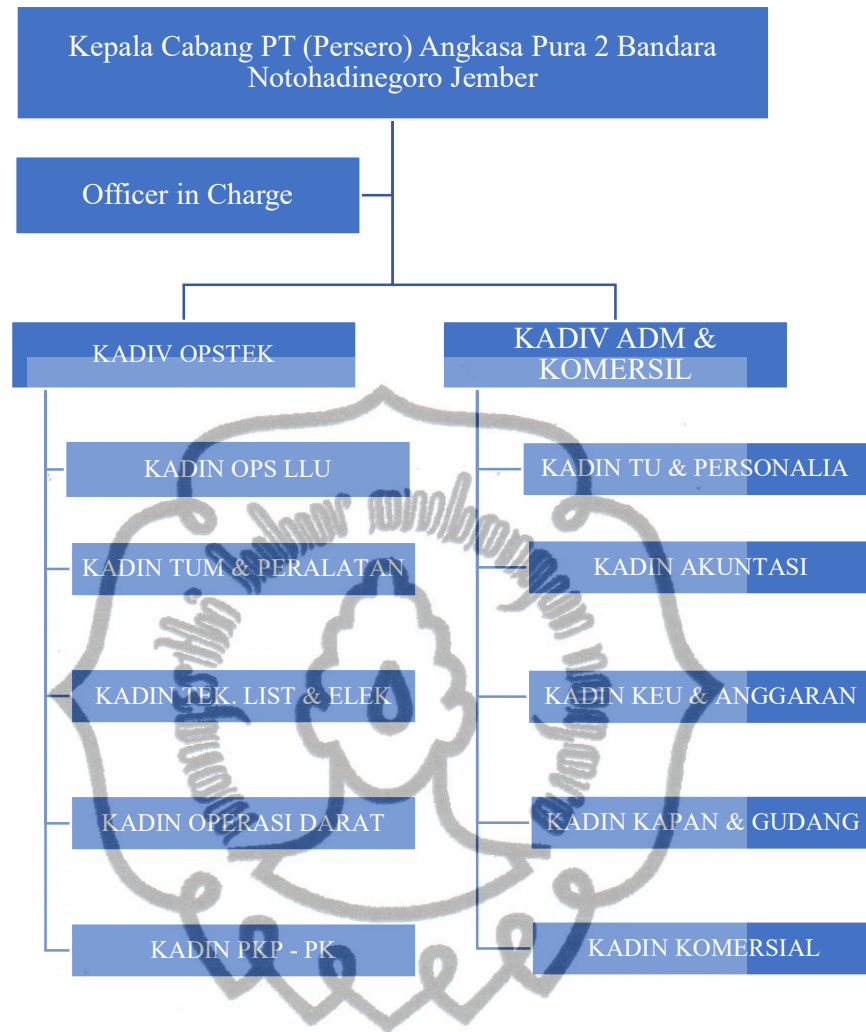 Kepala Cabang PT (Persero) Angkasa Pura 2 Bandara
Notohadinegoro Jember
Officer in Charge
KADIV OPSTEK
KADIV ADM &
KOMERSIL
KADIN OPS LLU
KADIN TUM & PERALATAN
KADIN TEK. LIST & ELEK
KADIN OPERASI DARAT
KADIN PKP - PK
KADIN TU & PERSONALIA
KADIN AKUNTASI
KADIN KEU & ANGGARAN
KADIN KAPAN & GUDANG
KADIN KOMERSIAL